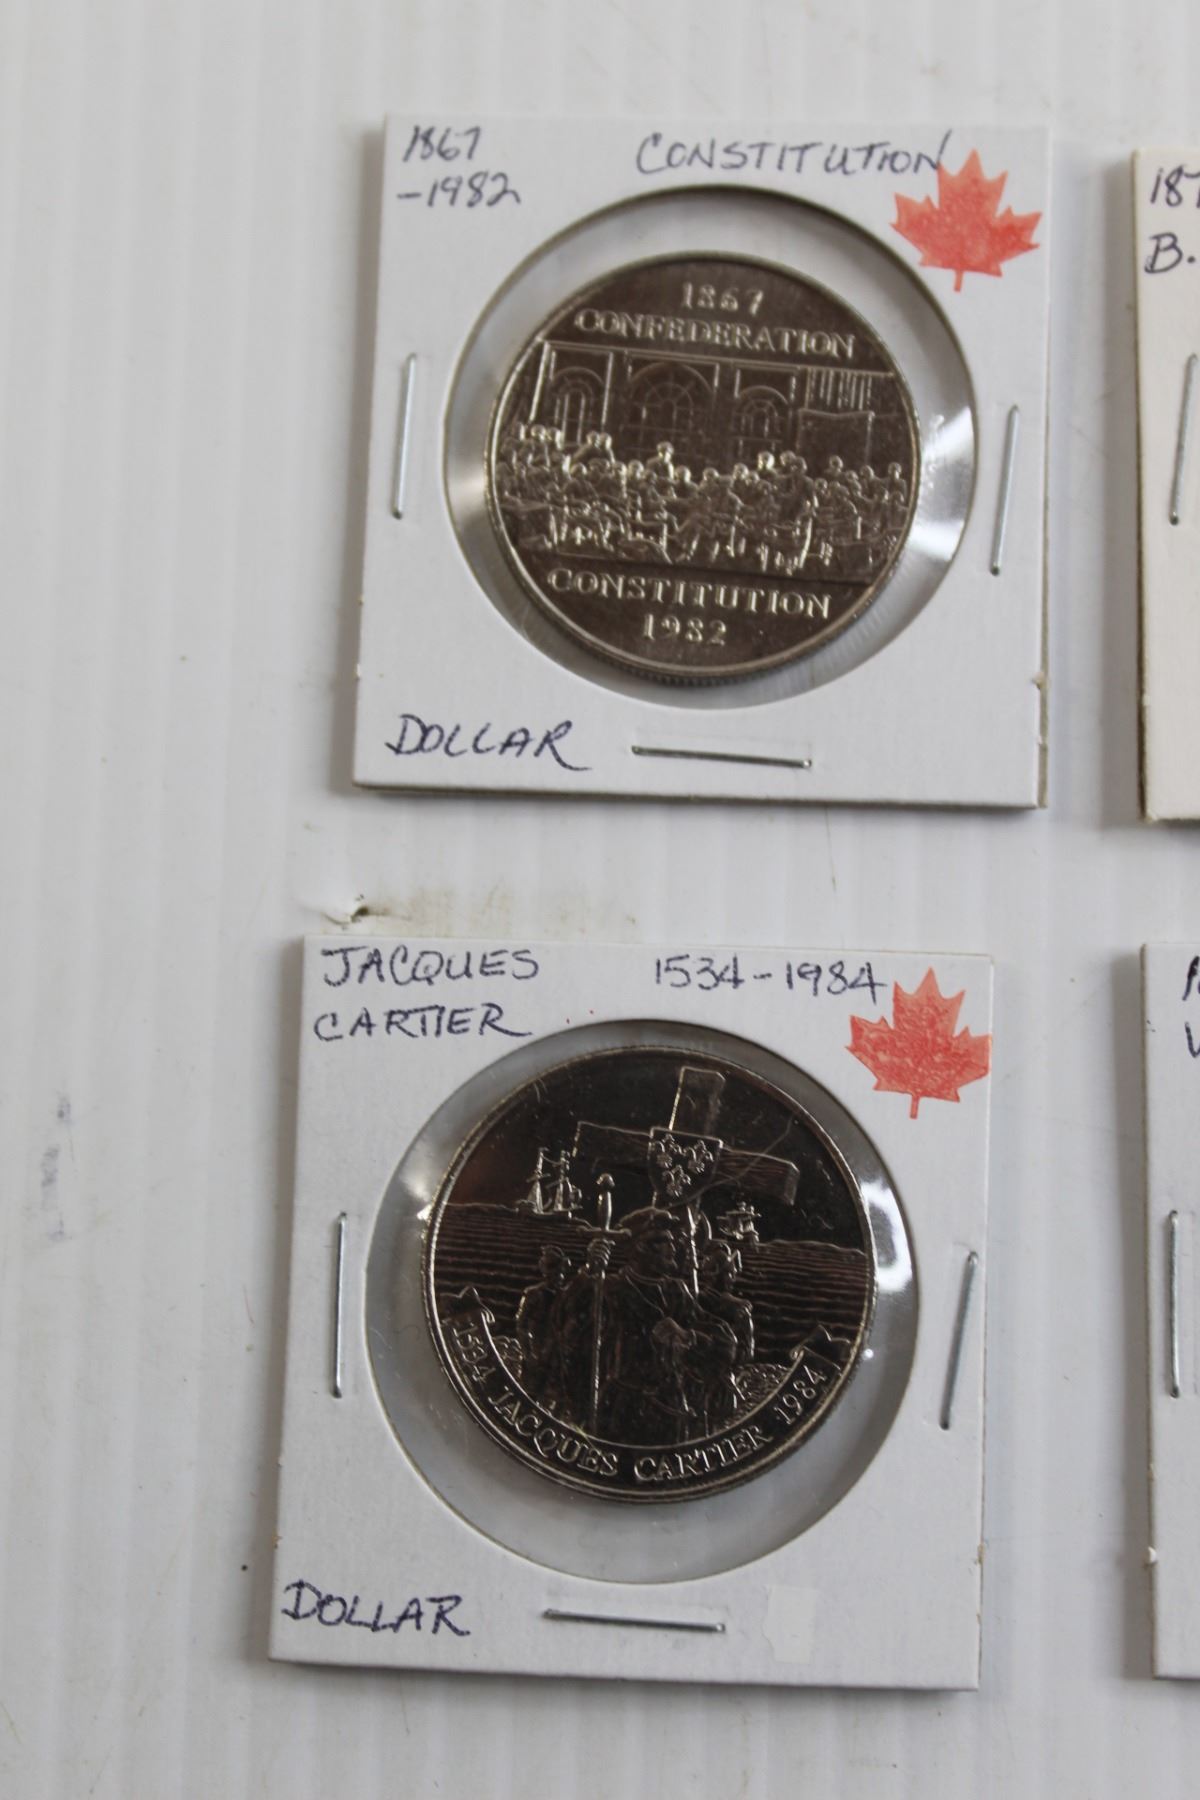 1867
-1982
CONSTITUTION
1867
CONFEDERATION
CONSTITUTION
1982
DOLLAR
B.
JACQUES
CARTIER
1534-1984
1534 JACQUES CARTIER 1984
DOLLAR